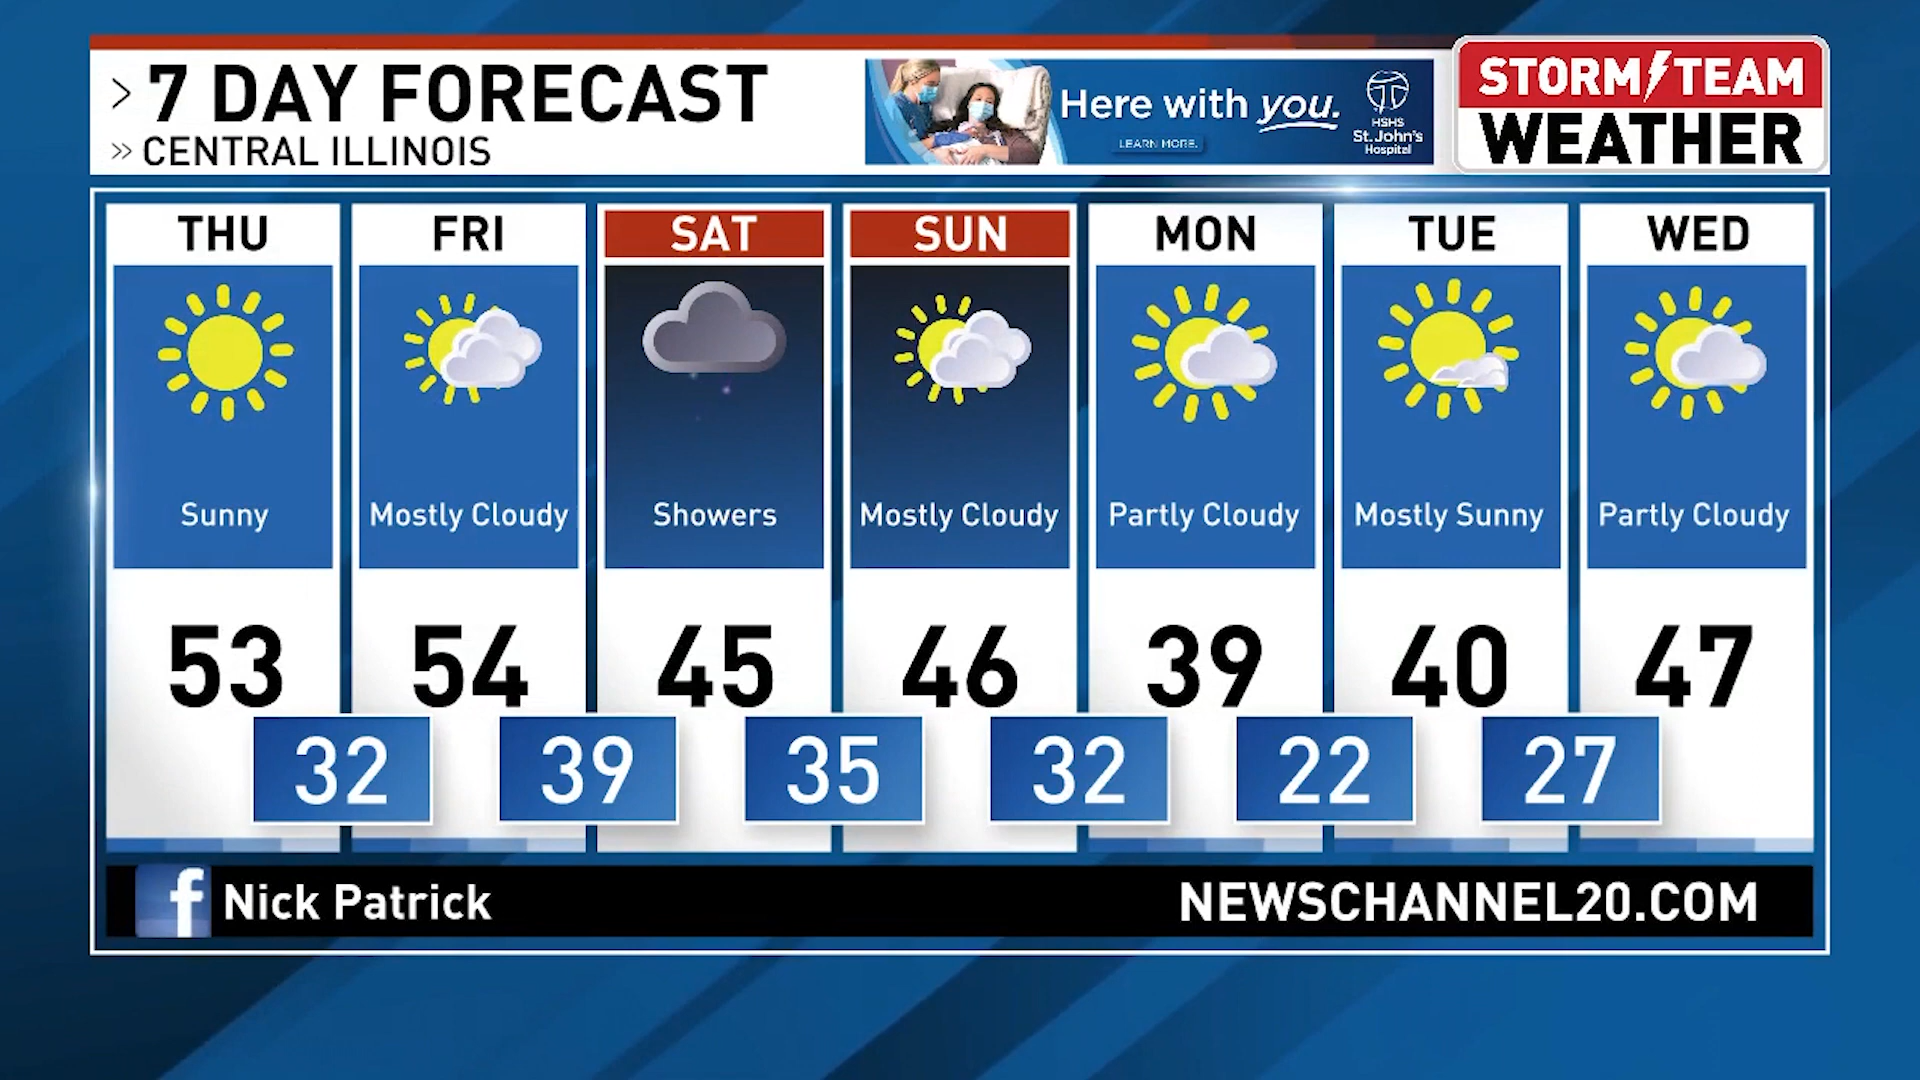 > 7 DAY FORECAST
» CENTRAL ILLINOIS
Here with you.
LEARN MORE.
HSHS
St. John's
Hospital
STORM TEAM
WEATHER
THU FRI SAT SUN MON TUE WED
Sunny Mostly Cloudy Showers Mostly Cloudy Partly Cloudy Mostly Sunny Partly Cloudy
53 54 45 46 39 40 47
32 39 35 32 22 27
f Nick Patrick NEWSCHANNEL20.COM